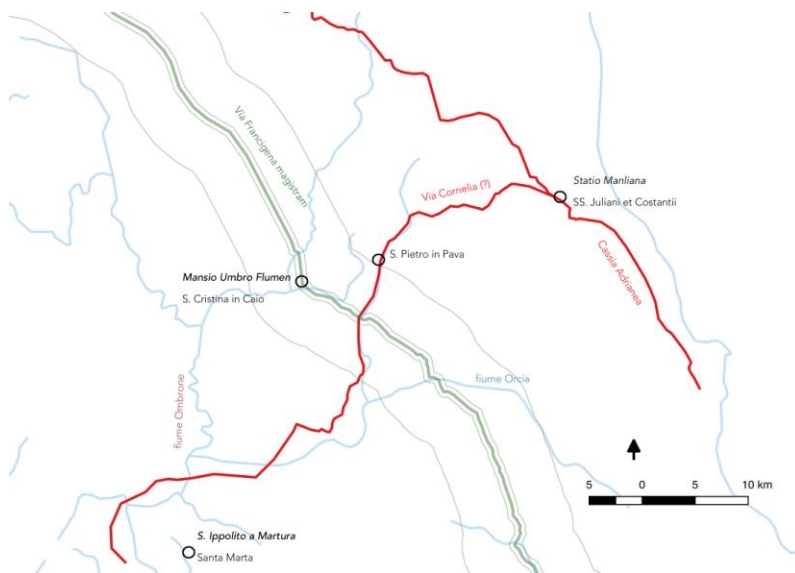 Via Francigena magistram
Statio Manliana
SS. Juliani et Costantii
Via Cornelia (?)
S. Pietro in Pava
Cassia Adrianea
Mansio Umbro Flumen
S. Cristina in Caio
fiume Ombrone
fiume Orcia
5 0 5 10 km
S. Ippolito a Martura
Santa Marta